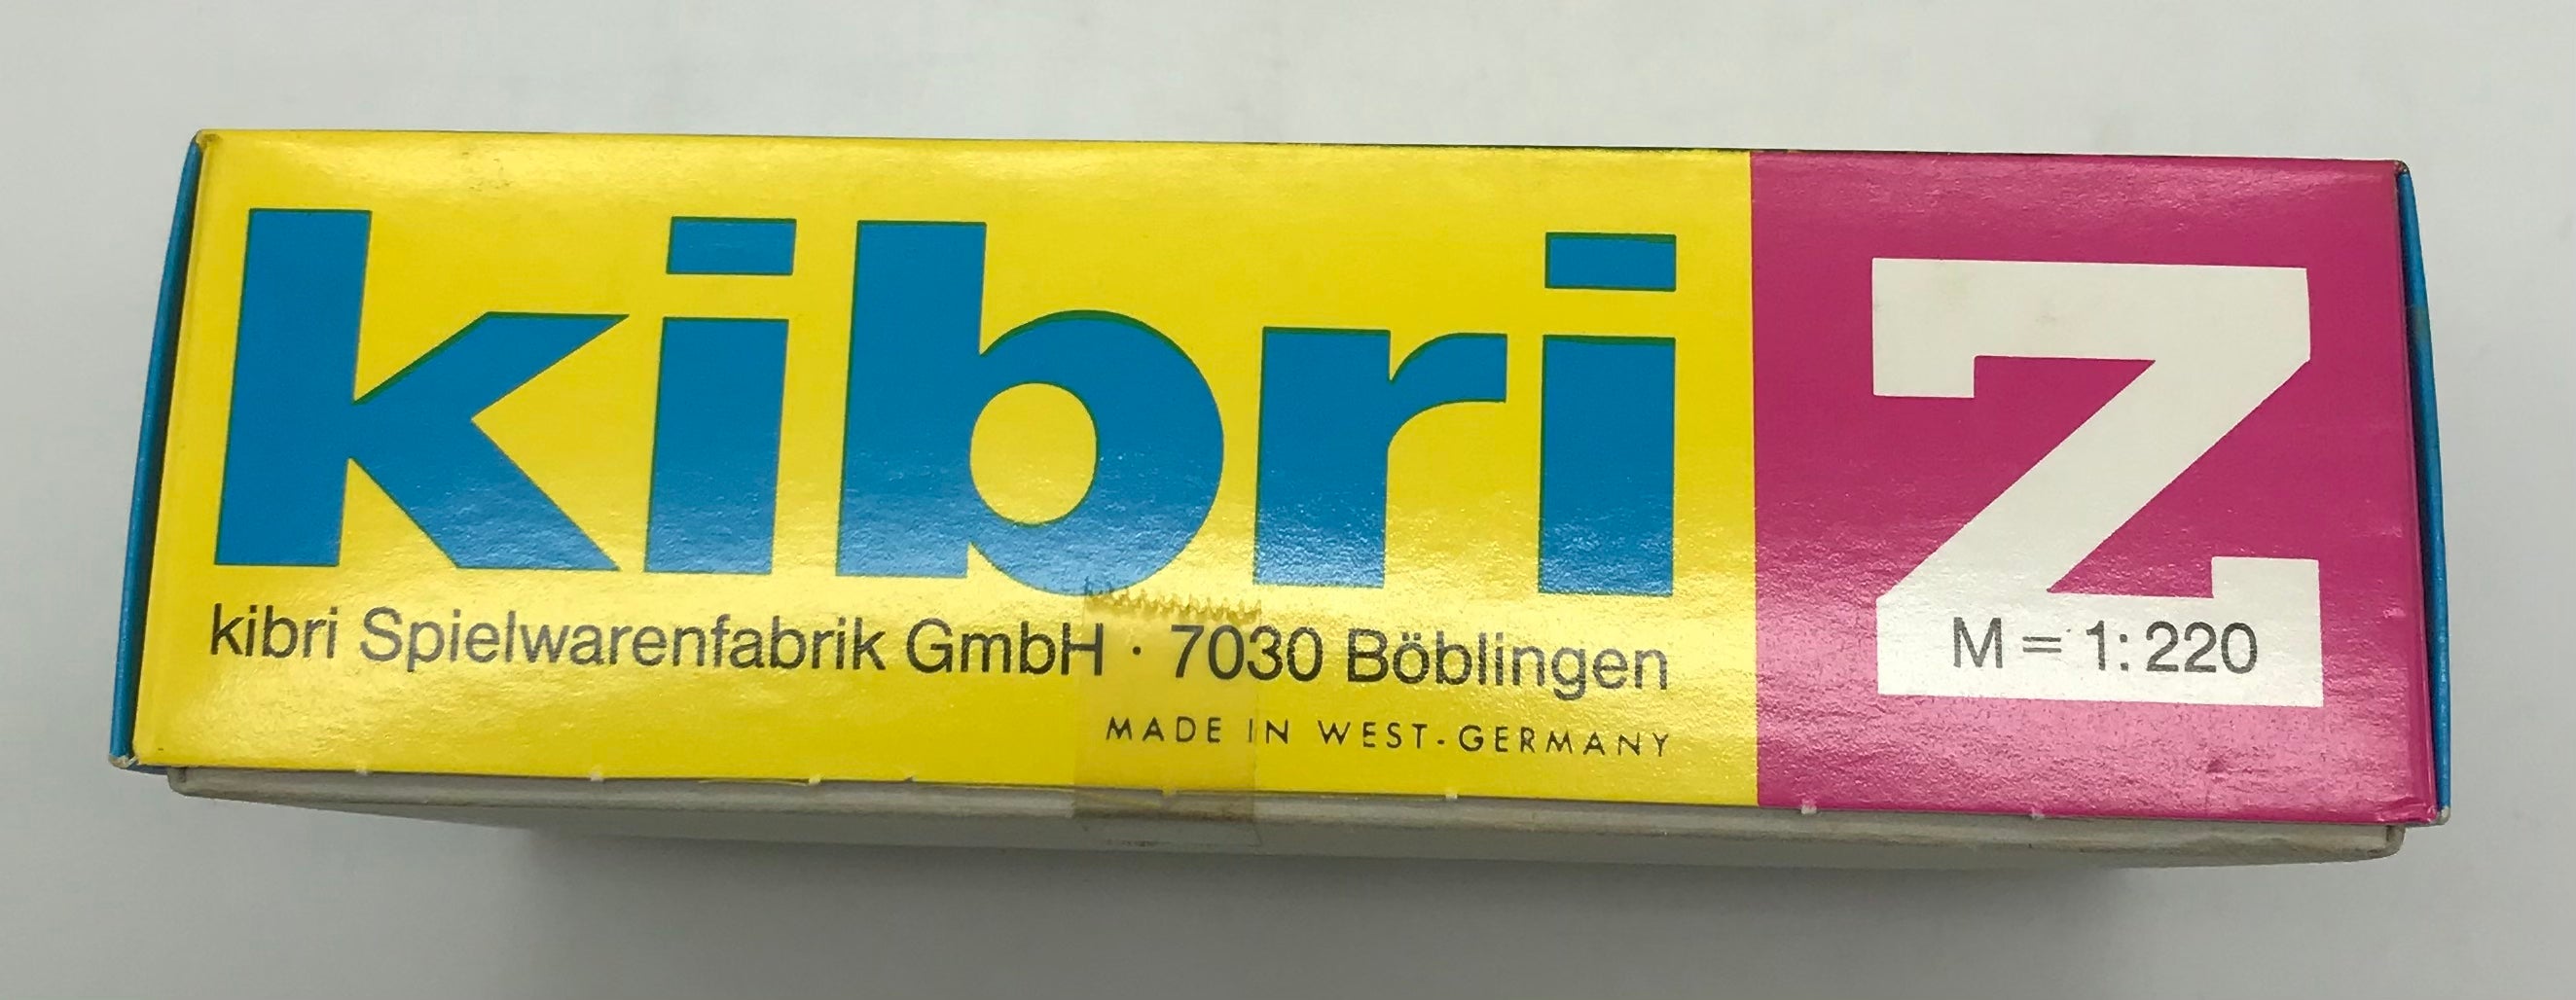 kibri
Z
kibri Spielwarenfabrik GmbH · 7030 Böblingen
M = 1:220
MADE IN WEST-GERMANY